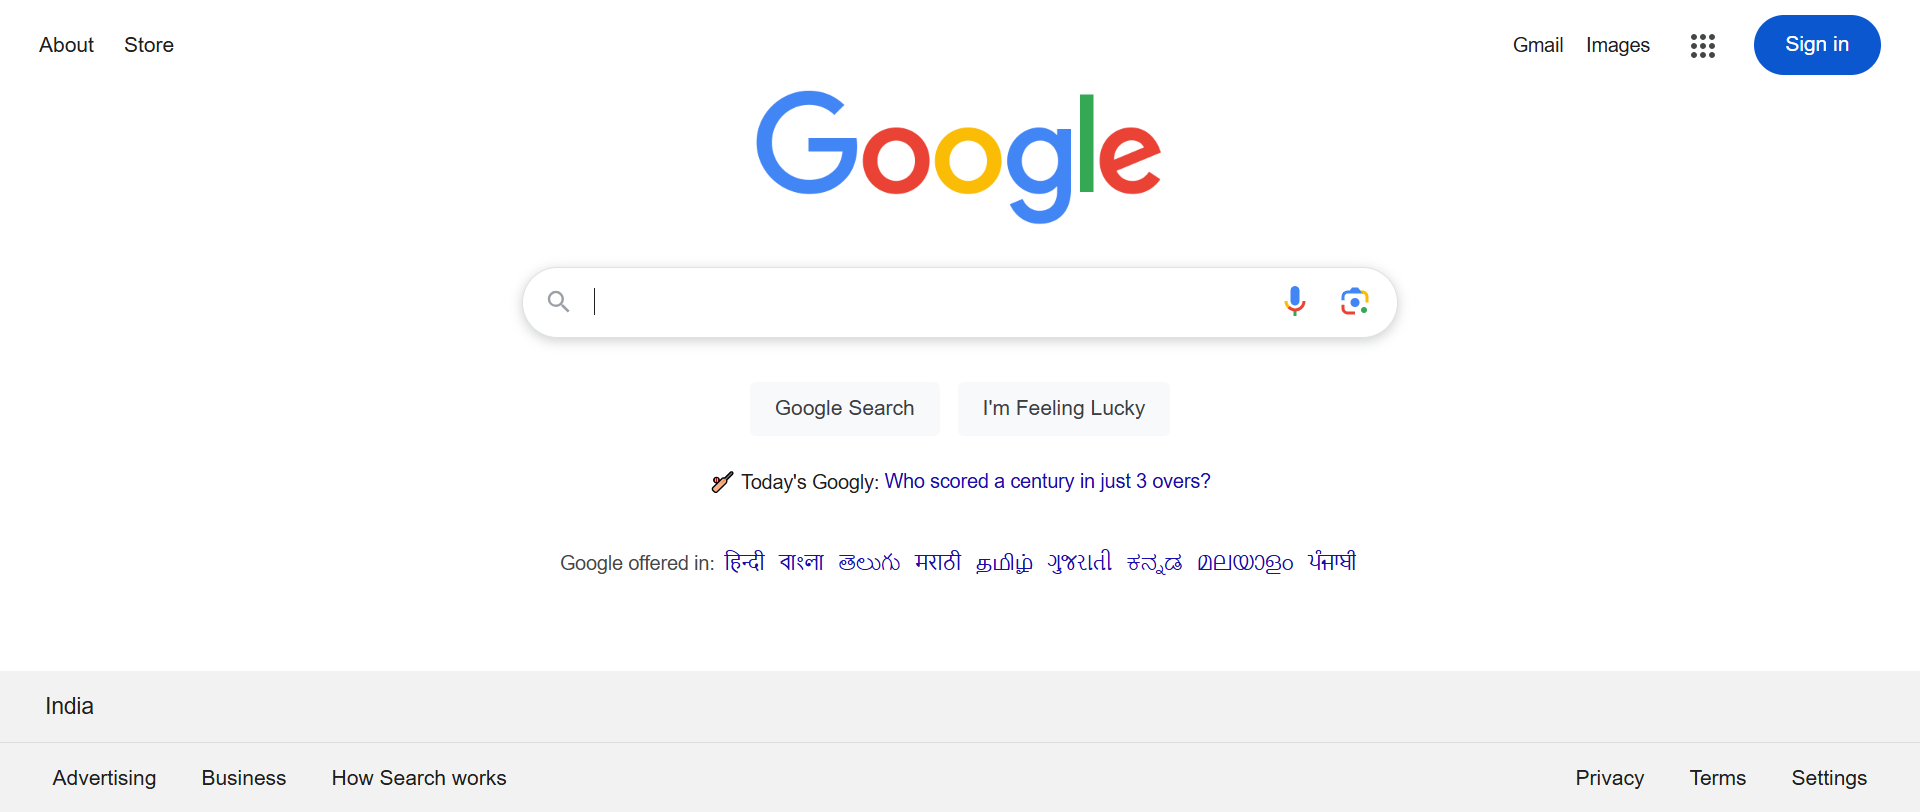 About Store Gmail Images Sign in
Google
Google Search I'm Feeling Lucky
Today's Googly: Who scored a century in just 3 overs?
Google offered in: हिन्दी বাংলা తెలుగు मराठी தமிழ் ગુજરાતી ಕನ್ನಡ മലയാളം ਪੰਜਾਬੀ
India
Advertising Business How Search works Privacy Terms Settings